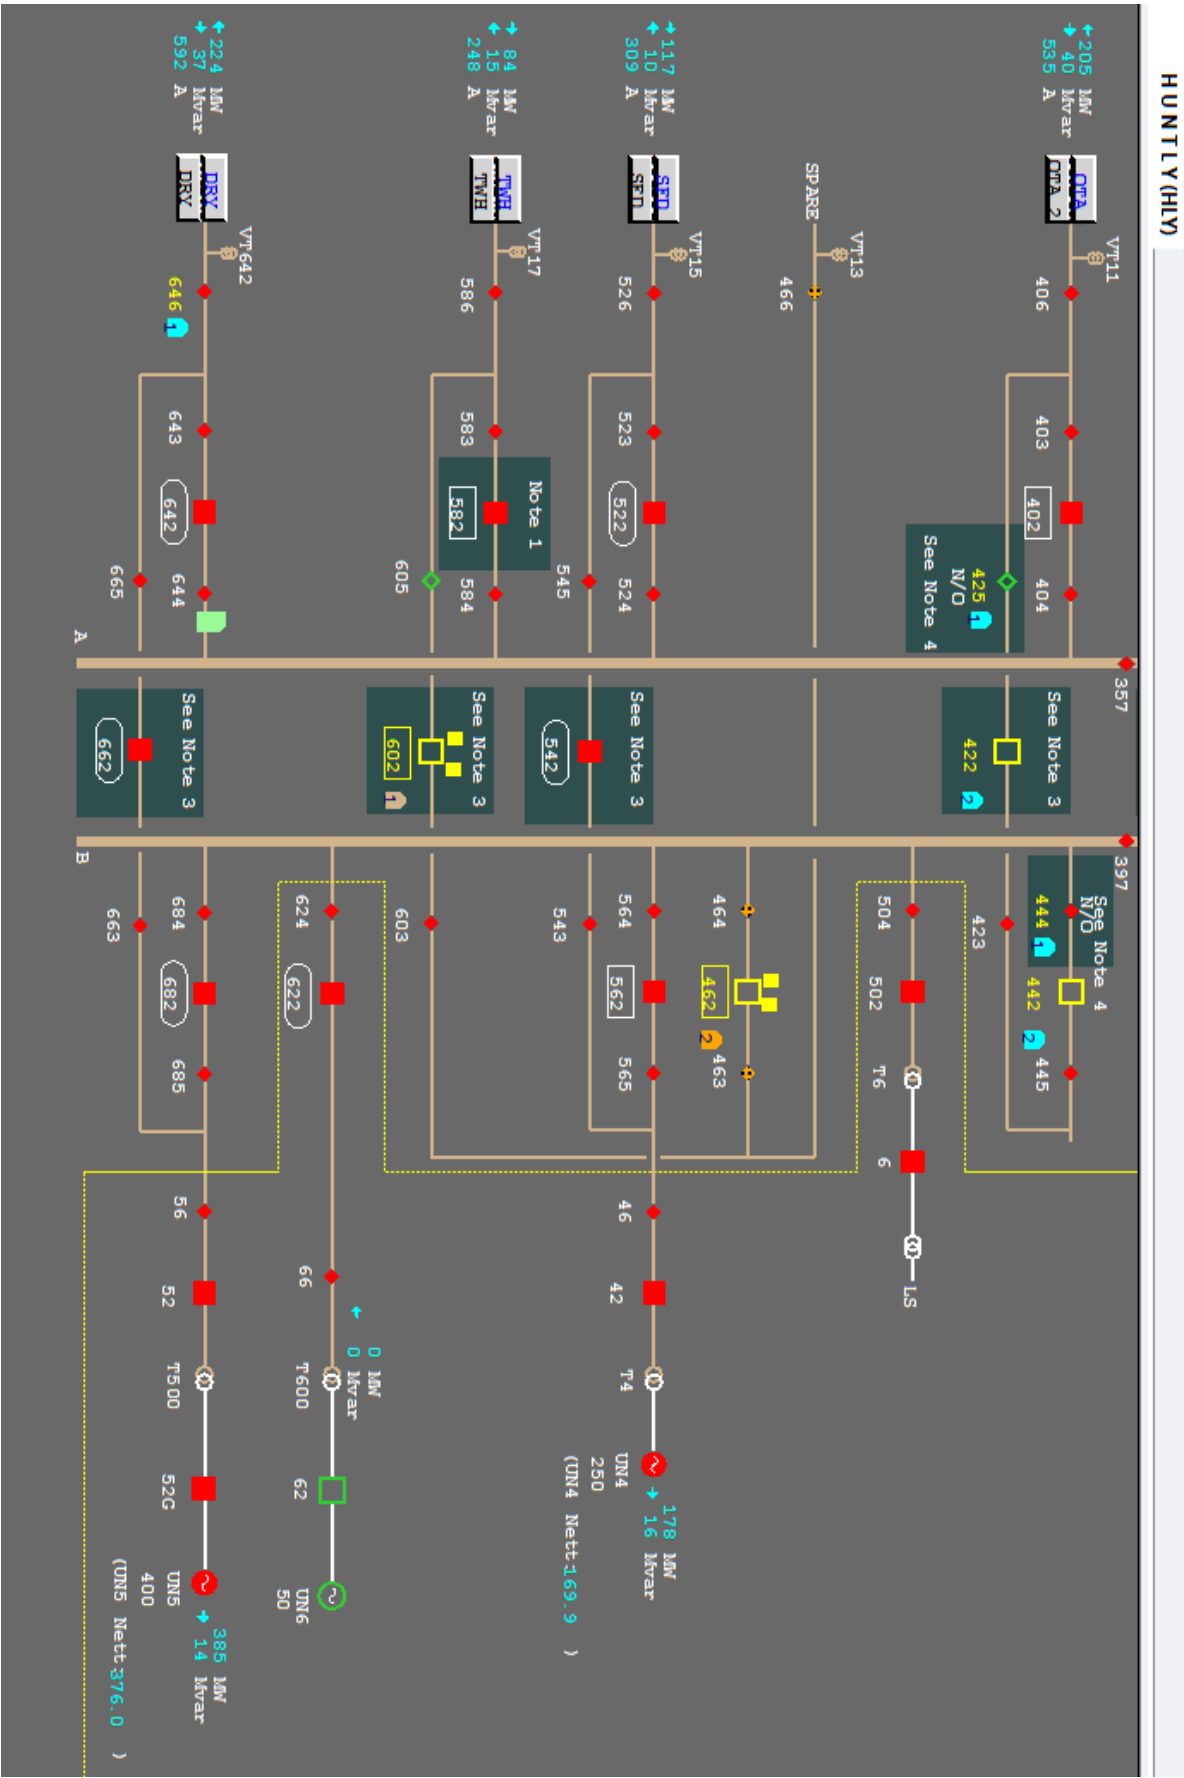 HUNTLY (HLY)
205 MW
40 Mvar
535 A
OTA
OTA 2
VT11
406
403
402
404
357
397
See Note 4
N/O
444
1
442
2
445
425
N/O
1
See Note 4
See Note 3
422
2
423
504
502
T6
6
LS
SPARE
VT13
466
464
462
2
463
117 MW
10 Mvar
309 A
SFD
SFD
VT15
526
523
522
524
545
See Note 3
542
543
564
562
565
46
42
T4
UN4
250
178 MW
16 Mvar
(UN4 Nett:169.9 )
84 MW
15 Mvar
248 A
TWH
TWH
VT17
586
583
Note 1
582
584
605
See Note 3
602
1
603
624
622
66
0 MW
0 Mvar
T600
62
UN6
50
224 MW
37 Mvar
592 A
DRY
DRY
VT642
646
1
643
642
644
665
A
See Note 3
662
B
663
684
682
685
56
52
T500
52G
UN5
400
385 MW
14 Mvar
(UN5 Nett:376.0 )